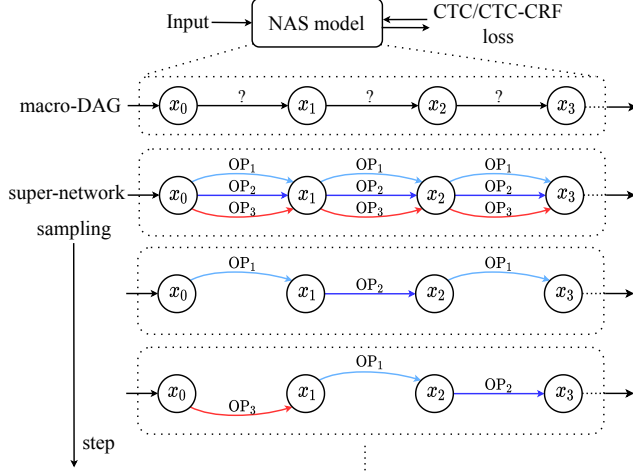 Input
NAS model
CTC/CTC-CRF
loss
macro-DAG
x₀ ? x₁ ? x₂ ? x₃
OP₁ OP₁ OP₁
super-network x₀ OP₂ x₁ OP₂ x₂ OP₂ x₃
OP₃ OP₃ OP₃
sampling
OP₁ OP₁
x₀ x₁ OP₂ x₂ x₃
OP₁
x₀ OP₃ x₁ x₂ OP₂ x₃
step